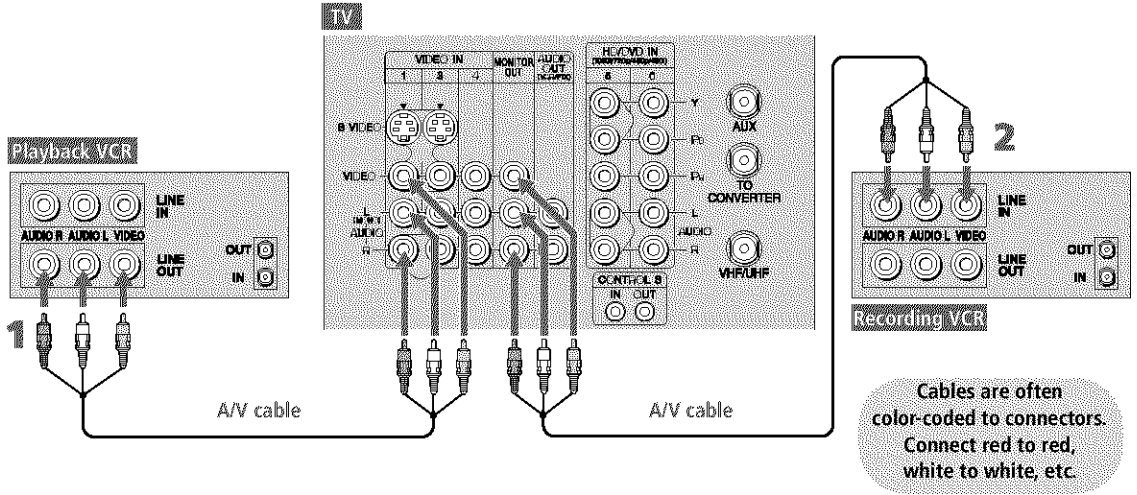 TV
VIDEO IN
MONITOR OUT
AUDIO OUT
1
3
4
HD/DVD IN
5
6
S VIDEO
VIDEO
L
AUDIO
R
Y
PB
PR
L
AUDIO
R
AUX
TO CONVERTER
VHF/UHF
CONTROL S
IN OUT
Playback VCR
LINE IN
AUDIO R AUDIO L VIDEO
LINE OUT
OUT
IN
1
A/V cable
A/V cable
2
LINE IN
AUDIO R AUDIO L VIDEO
LINE OUT
OUT
IN
Recording VCR
Cables are often
color-coded to connectors.
Connect red to red,
white to white, etc.